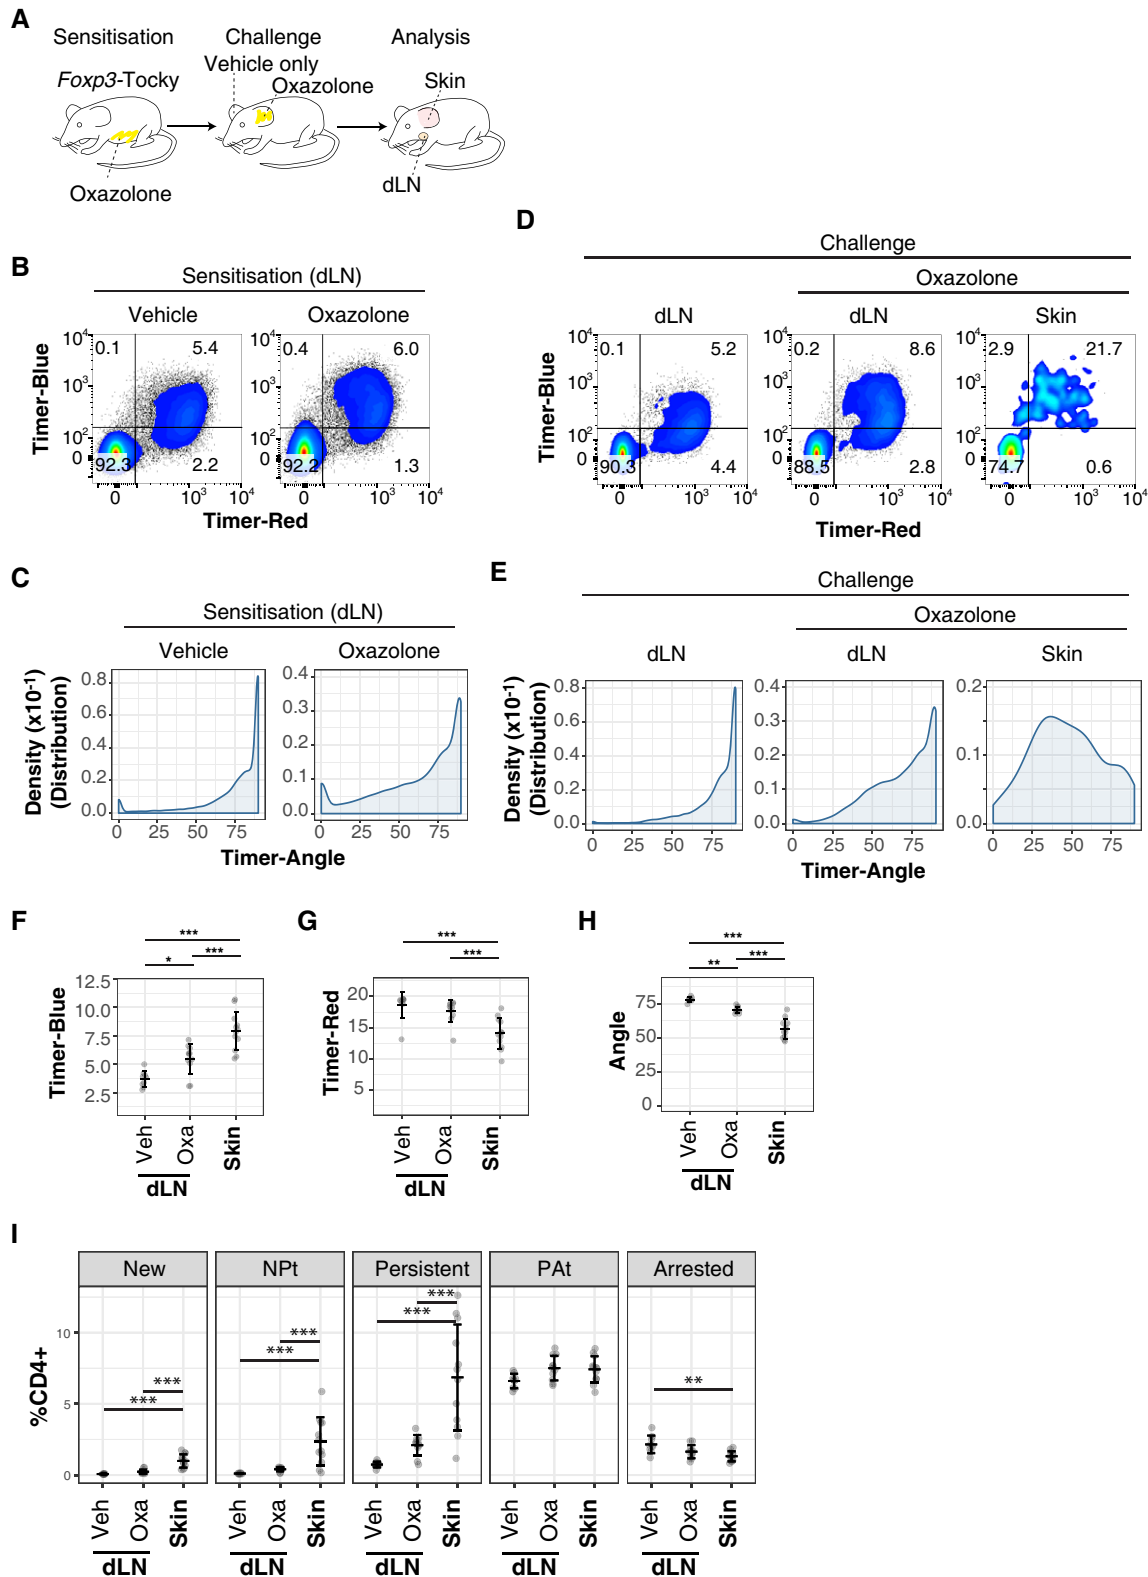 A
Sensitisation Challenge Analysis
Vehicle only
Foxp3-Tocky Oxazolone Skin
Oxazolone dLN
B
Sensitisation (dLN)
Vehicle Oxazolone
Timer-Blue
10⁴ 10³ 10² 0
0.1 5.4
92.3 2.2
0 10³ 10⁴
10⁴ 10³ 10² 0
0.4 6.0
92.2 1.3
0 10³ 10⁴
Timer-Red
C
Sensitisation (dLN)
Vehicle Oxazolone
Density (x10⁻¹)
(Distribution)
0.8 0.6 0.4 0.2 0.0
0 25 50 75
0.4 0.3 0.2 0.1 0.0
0 25 50 75
Timer-Angle
D
Challenge
Oxazolone
dLN dLN Skin
Timer-Blue
10⁴ 10³ 10² 0
0.1 5.2
90.3 4.4
0 10³ 10⁴
10⁴ 10³ 10² 0
0.2 8.6
88.5 2.8
0 10³ 10⁴
10⁴ 10³ 10² 0
2.9 21.7
74.7 0.6
0 10³ 10⁴
Timer-Red
E
Challenge
Oxazolone
dLN dLN Skin
Density (x10⁻¹)
(Distribution)
0.8 0.6 0.4 0.2 0.0
0 25 50 75
0.4 0.3 0.2 0.1 0.0
0 25 50 75
0.2 0.1 0.0
0 25 50 75
Timer-Angle
F
***
***
*
Timer-Blue
12.5 10.0 7.5 5.0 2.5
Veh Oxa Skin
dLN
G
***
***
Timer-Red
20 15 10 5
Veh Oxa Skin
dLN
H
***
***
**
Angle
75 50 25 0
Veh Oxa Skin
dLN
I
New NPt Persistent PAt Arrested
%CD4+
10 5 0
*** ***
*** ***
*** ***
**
Veh Oxa Skin Veh Oxa Skin Veh Oxa Skin Veh Oxa Skin Veh Oxa Skin
dLN dLN dLN dLN dLN